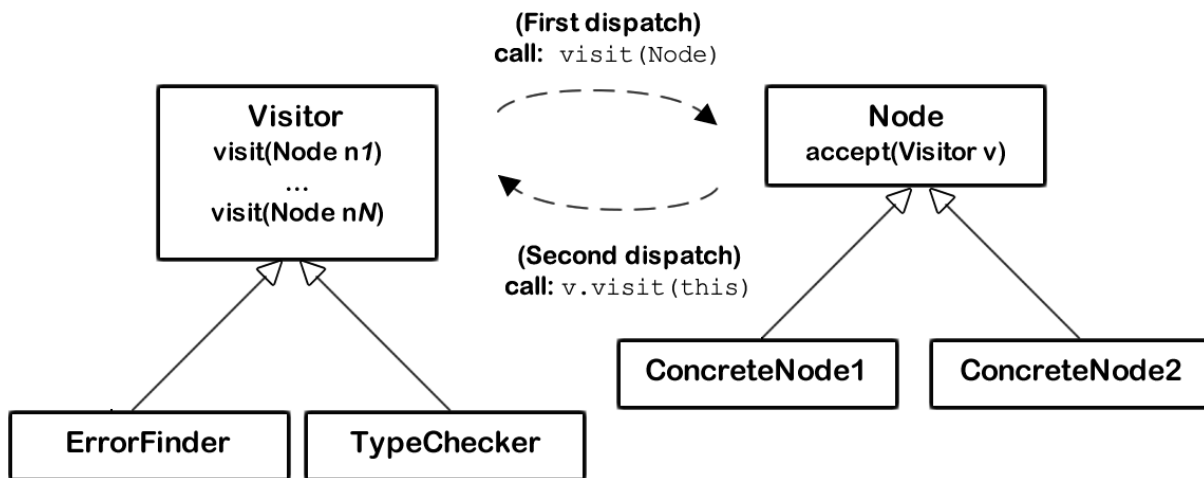 (First dispatch)
call: visit(Node)
Visitor
visit(Node n1)
...
visit(Node nN)
Node
accept(Visitor v)
(Second dispatch)
call: v.visit(this)
ConcreteNode1
ConcreteNode2
ErrorFinder
TypeChecker